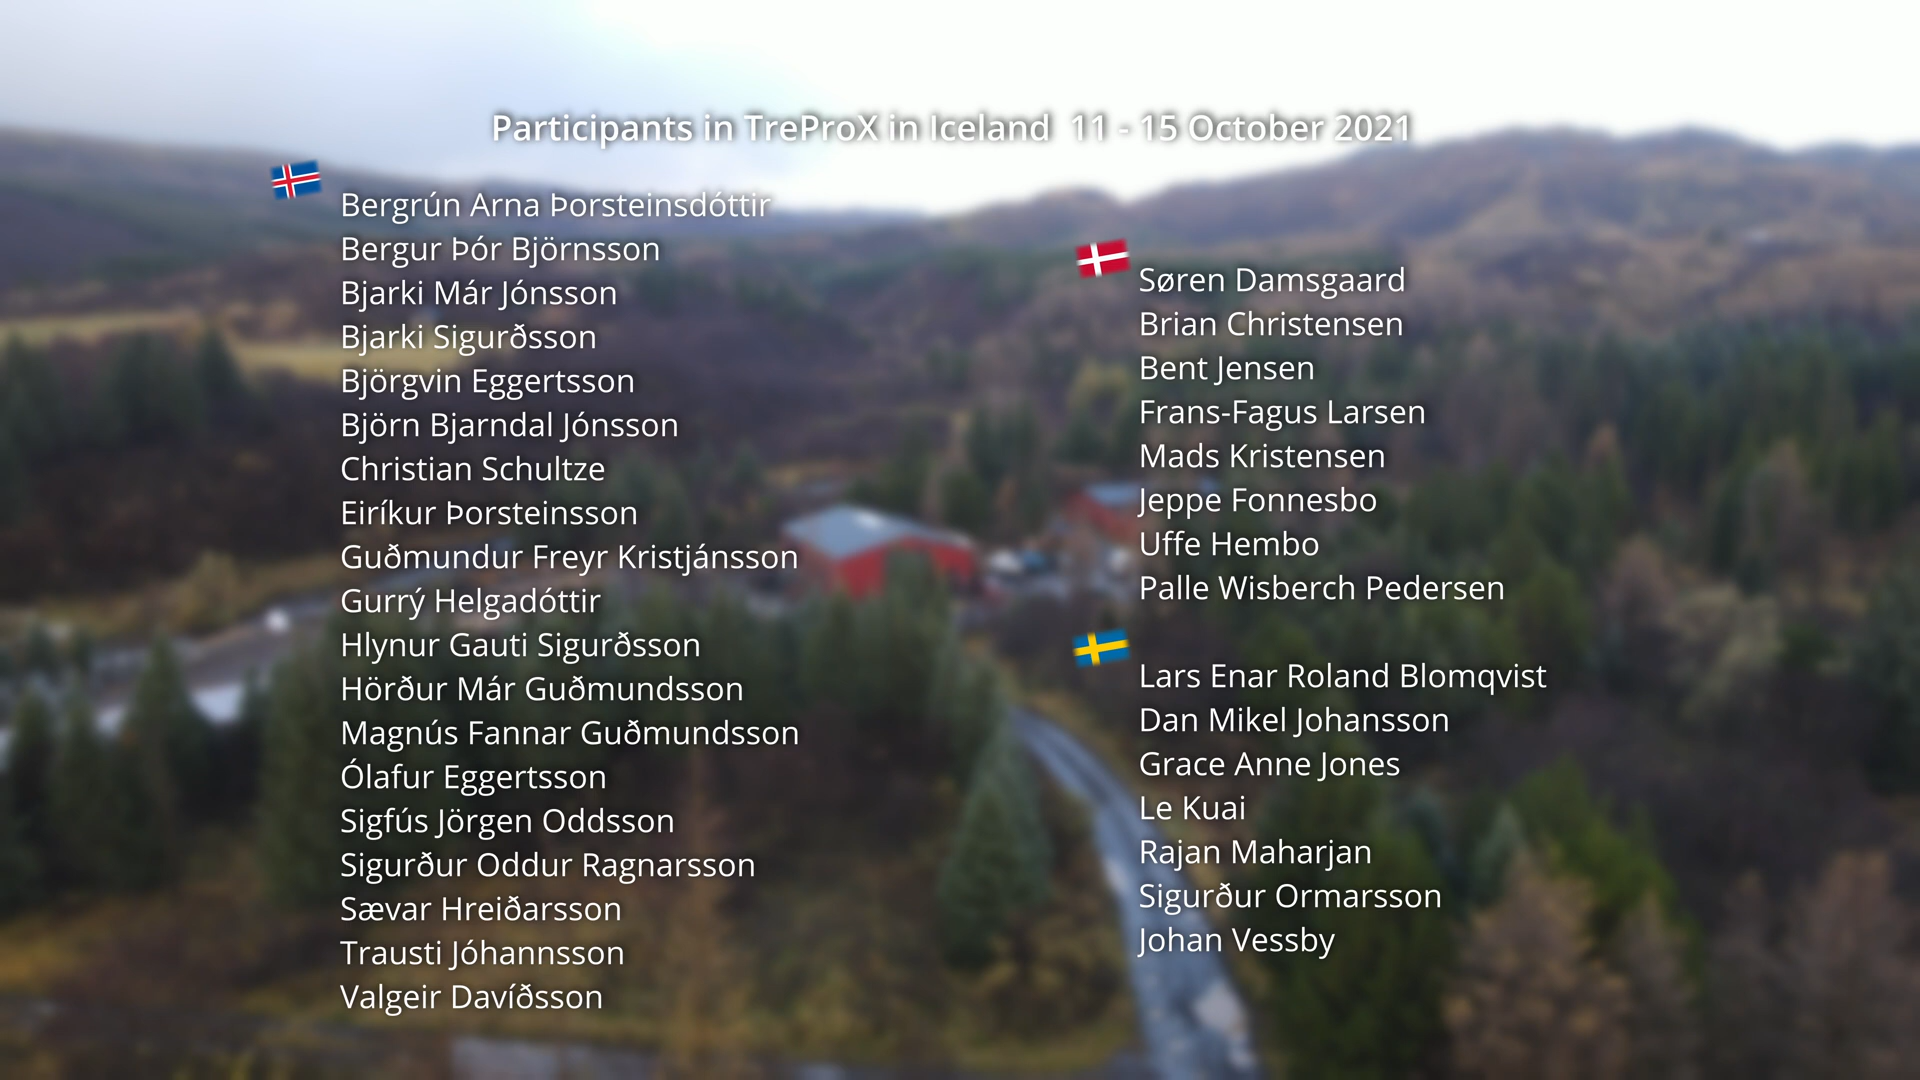 Participants in TreProX in Iceland 11 - 15 October 2021
Bergrún Arna Þorsteinsdóttir
Bergur Þór Björnsson
Bjarki Már Jónsson
Bjarki Sigurðsson
Björgvin Eggertsson
Björn Bjarndal Jónsson
Christian Schultze
Eiríkur Þorsteinsson
Guðmundur Freyr Kristjánsson
Gurrý Helgadóttir
Hlynur Gauti Sigurðsson
Hörður Már Guðmundsson
Magnús Fannar Guðmundsson
Ólafur Eggertsson
Sigfús Jörgen Oddsson
Sigurður Oddur Ragnarsson
Sævar Hreiðarsson
Trausti Jóhannsson
Valgeir Davíðsson
Søren Damsgaard
Brian Christensen
Bent Jensen
Frans-Fagus Larsen
Mads Kristensen
Jeppe Fonnesbo
Uffe Hembo
Palle Wisberch Pedersen
Lars Enar Roland Blomqvist
Dan Mikel Johansson
Grace Anne Jones
Le Kuai
Rajan Maharjan
Sigurður Ormarsson
Johan Vessby